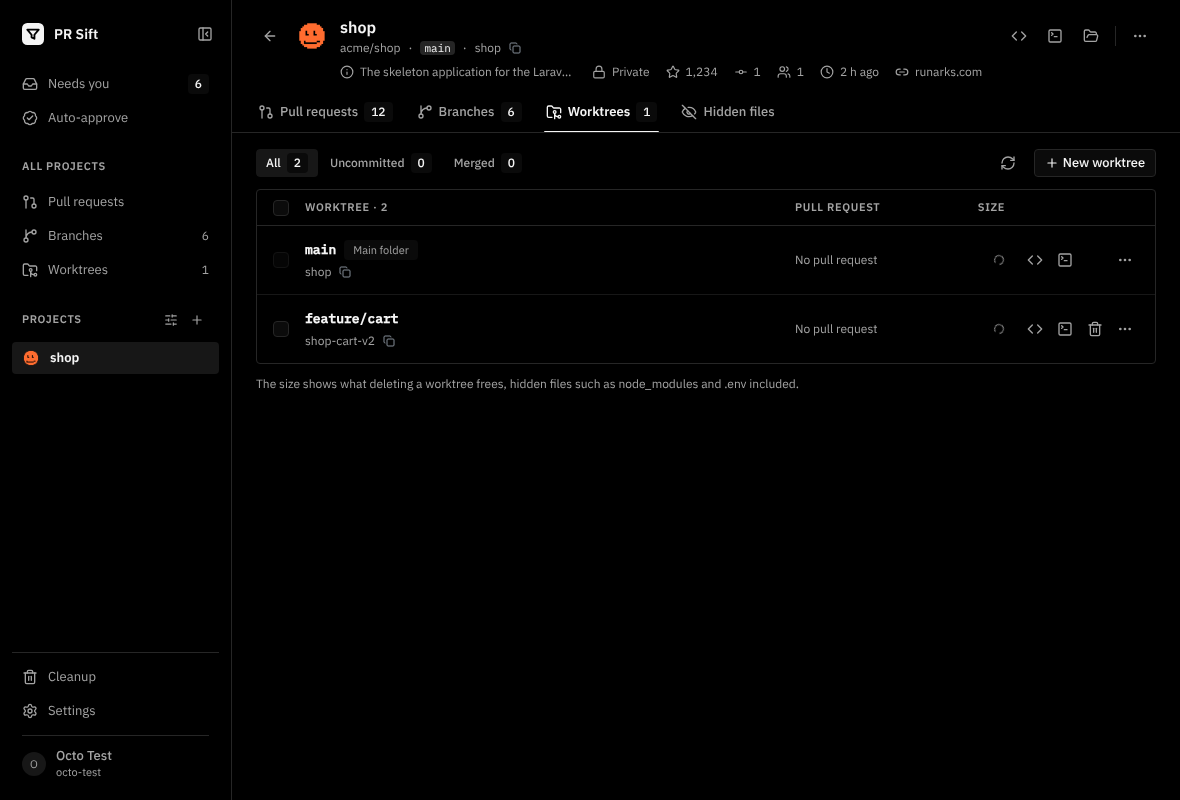 PR Sift
Needs you 6
Auto-approve
ALL PROJECTS
Pull requests
Branches 6
Worktrees 1
PROJECTS
shop
Cleanup
Settings
O
Octo Test
octo-test
shop
acme/shop · main · shop
The skeleton application for the Larav... Private 1,234 1 1 2 h ago runarks.com
Pull requests 12 Branches 6 Worktrees 1 Hidden files
All 2 Uncommitted 0 Merged 0 New worktree
WORKTREE · 2 PULL REQUEST SIZE
main Main folder
shop
No pull request
feature/cart
shop-cart-v2
No pull request
The size shows what deleting a worktree frees, hidden files such as node_modules and .env included.